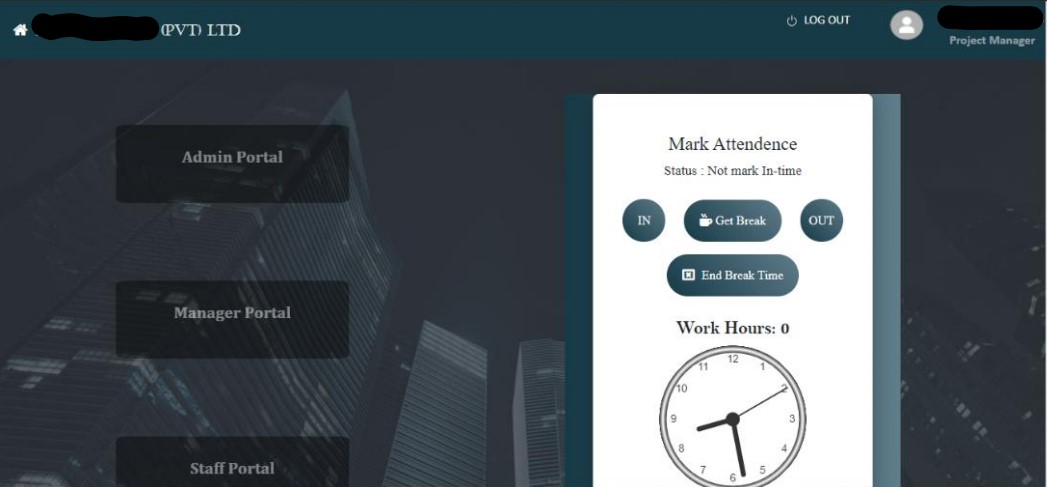 (PVT) LTD
LOG OUT
Project Manager
Admin Portal
Manager Portal
Staff Portal
Mark Attendence
Status : Not mark In-time
IN
Get Break
OUT
End Break Time
Work Hours: 0
12
1
2
3
4
5
6
7
8
9
10
11